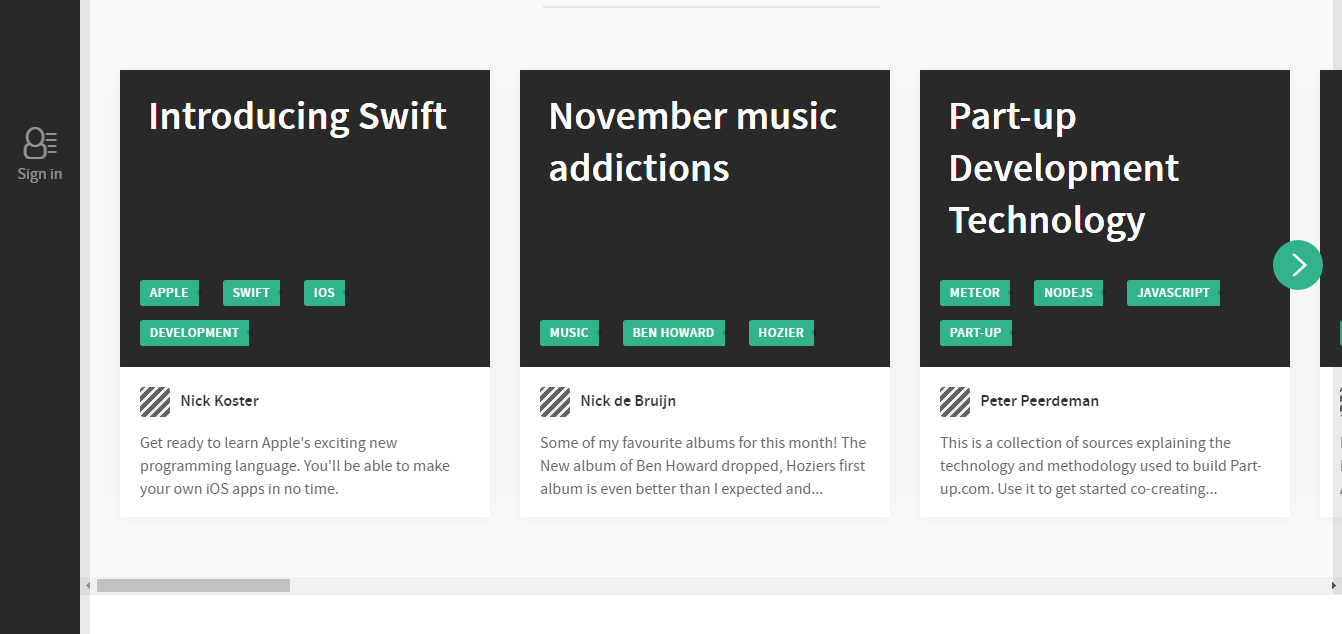 Sign in
Introducing Swift
APPLE SWIFT IOS
DEVELOPMENT
Nick Koster
Get ready to learn Apple's exciting new
programming language. You'll be able to make
your own iOS apps in no time.
November music
addictions
MUSIC BEN HOWARD HOZIER
Nick de Bruijn
Some of my favourite albums for this month! The
New album of Ben Howard dropped, Hoziers first
album is even better than I expected and...
Part-up
Development
Technology
METEOR NODEJS JAVASCRIPT
PART-UP
Peter Peerdeman
This is a collection of sources explaining the
technology and methodology used to build Part-
up.com. Use it to get started co-creating...